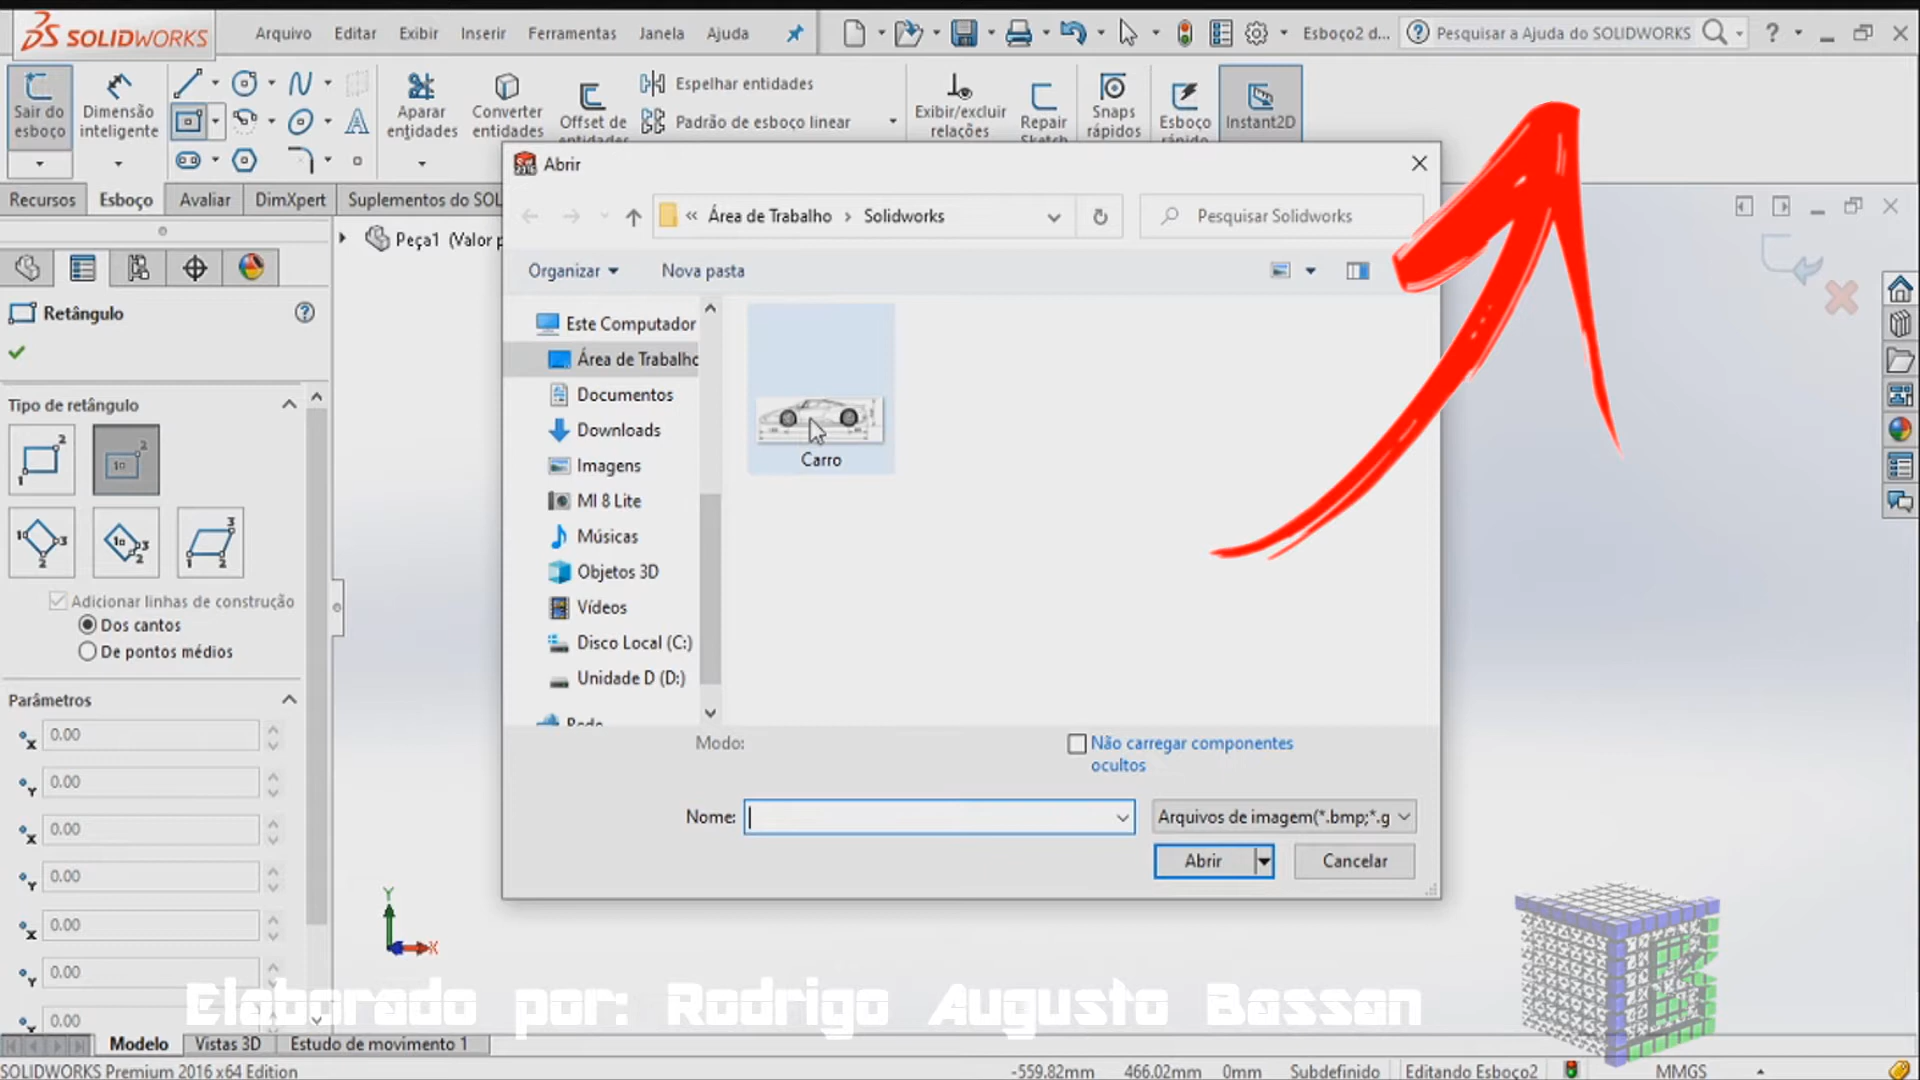 SOLIDWORKS
Arquivo Editar Exibir Inserir Ferramentas Janela Ajuda
Esboço2 d...
Pesquisar a Ajuda do SOLIDWORKS
Sair do esboço
Dimensão inteligente
Aparar entidades
Converter entidades
Offset de entidades
Espelhar entidades
Padrão de esboço linear
Exibir/excluir relações
Repair Sketch
Snaps rápidos
Esboço rápido
Instant2D
Recursos Esboço Avaliar DimXpert Suplementos do SOL
Peça1 (Valor p
Retângulo
Tipo de retângulo
Adicionar linhas de construção
Dos cantos
De pontos médios
Parâmetros
0.00
0.00
0.00
0.00
0.00
0.00
0.00
Abrir
« Área de Trabalho › Solidworks
Pesquisar Solidworks
Organizar
Nova pasta
Este Computador
Área de Trabalho
Documentos
Downloads
Imagens
MI 8 Lite
Músicas
Objetos 3D
Vídeos
Disco Local (C:)
Unidade D (D:)
Rede
Carro
Modo:
Não carregar componentes
ocultos
Nome:
Arquivos de imagem(*.bmp;*.g
Abrir
Cancelar
Y
X
Elaborado por: Rodrigo Augusto Bassan
Modelo Vistas 3D Estudo de movimento 1
SOLIDWORKS Premium 2016 x64 Edition
-559.82mm 466.02mm 0mm Subdefinido Editando Esboço2 MMGS